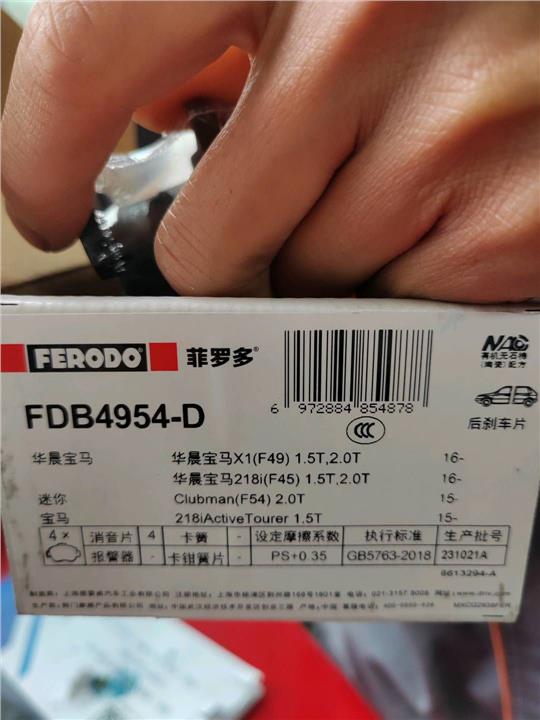 FERODO® 菲罗多®
NAO
有机无石棉
(陶瓷)配方
FDB4954-D
6 972884 854878
CCC
后刹车片
华晨宝马 华晨宝马X1(F49) 1.5T,2.0T 16-
华晨宝马218i(F45) 1.5T,2.0T 16-
迷你 Clubman(F54) 2.0T 15-
宝马 218iActiveTourer 1.5T 15-
4× 消音片 4 卡簧 - 设定摩擦系数 执行标准 生产批号
报警器 - 卡钳簧片 - PS+0.35 GB5763-2018 231021A
6613294-A